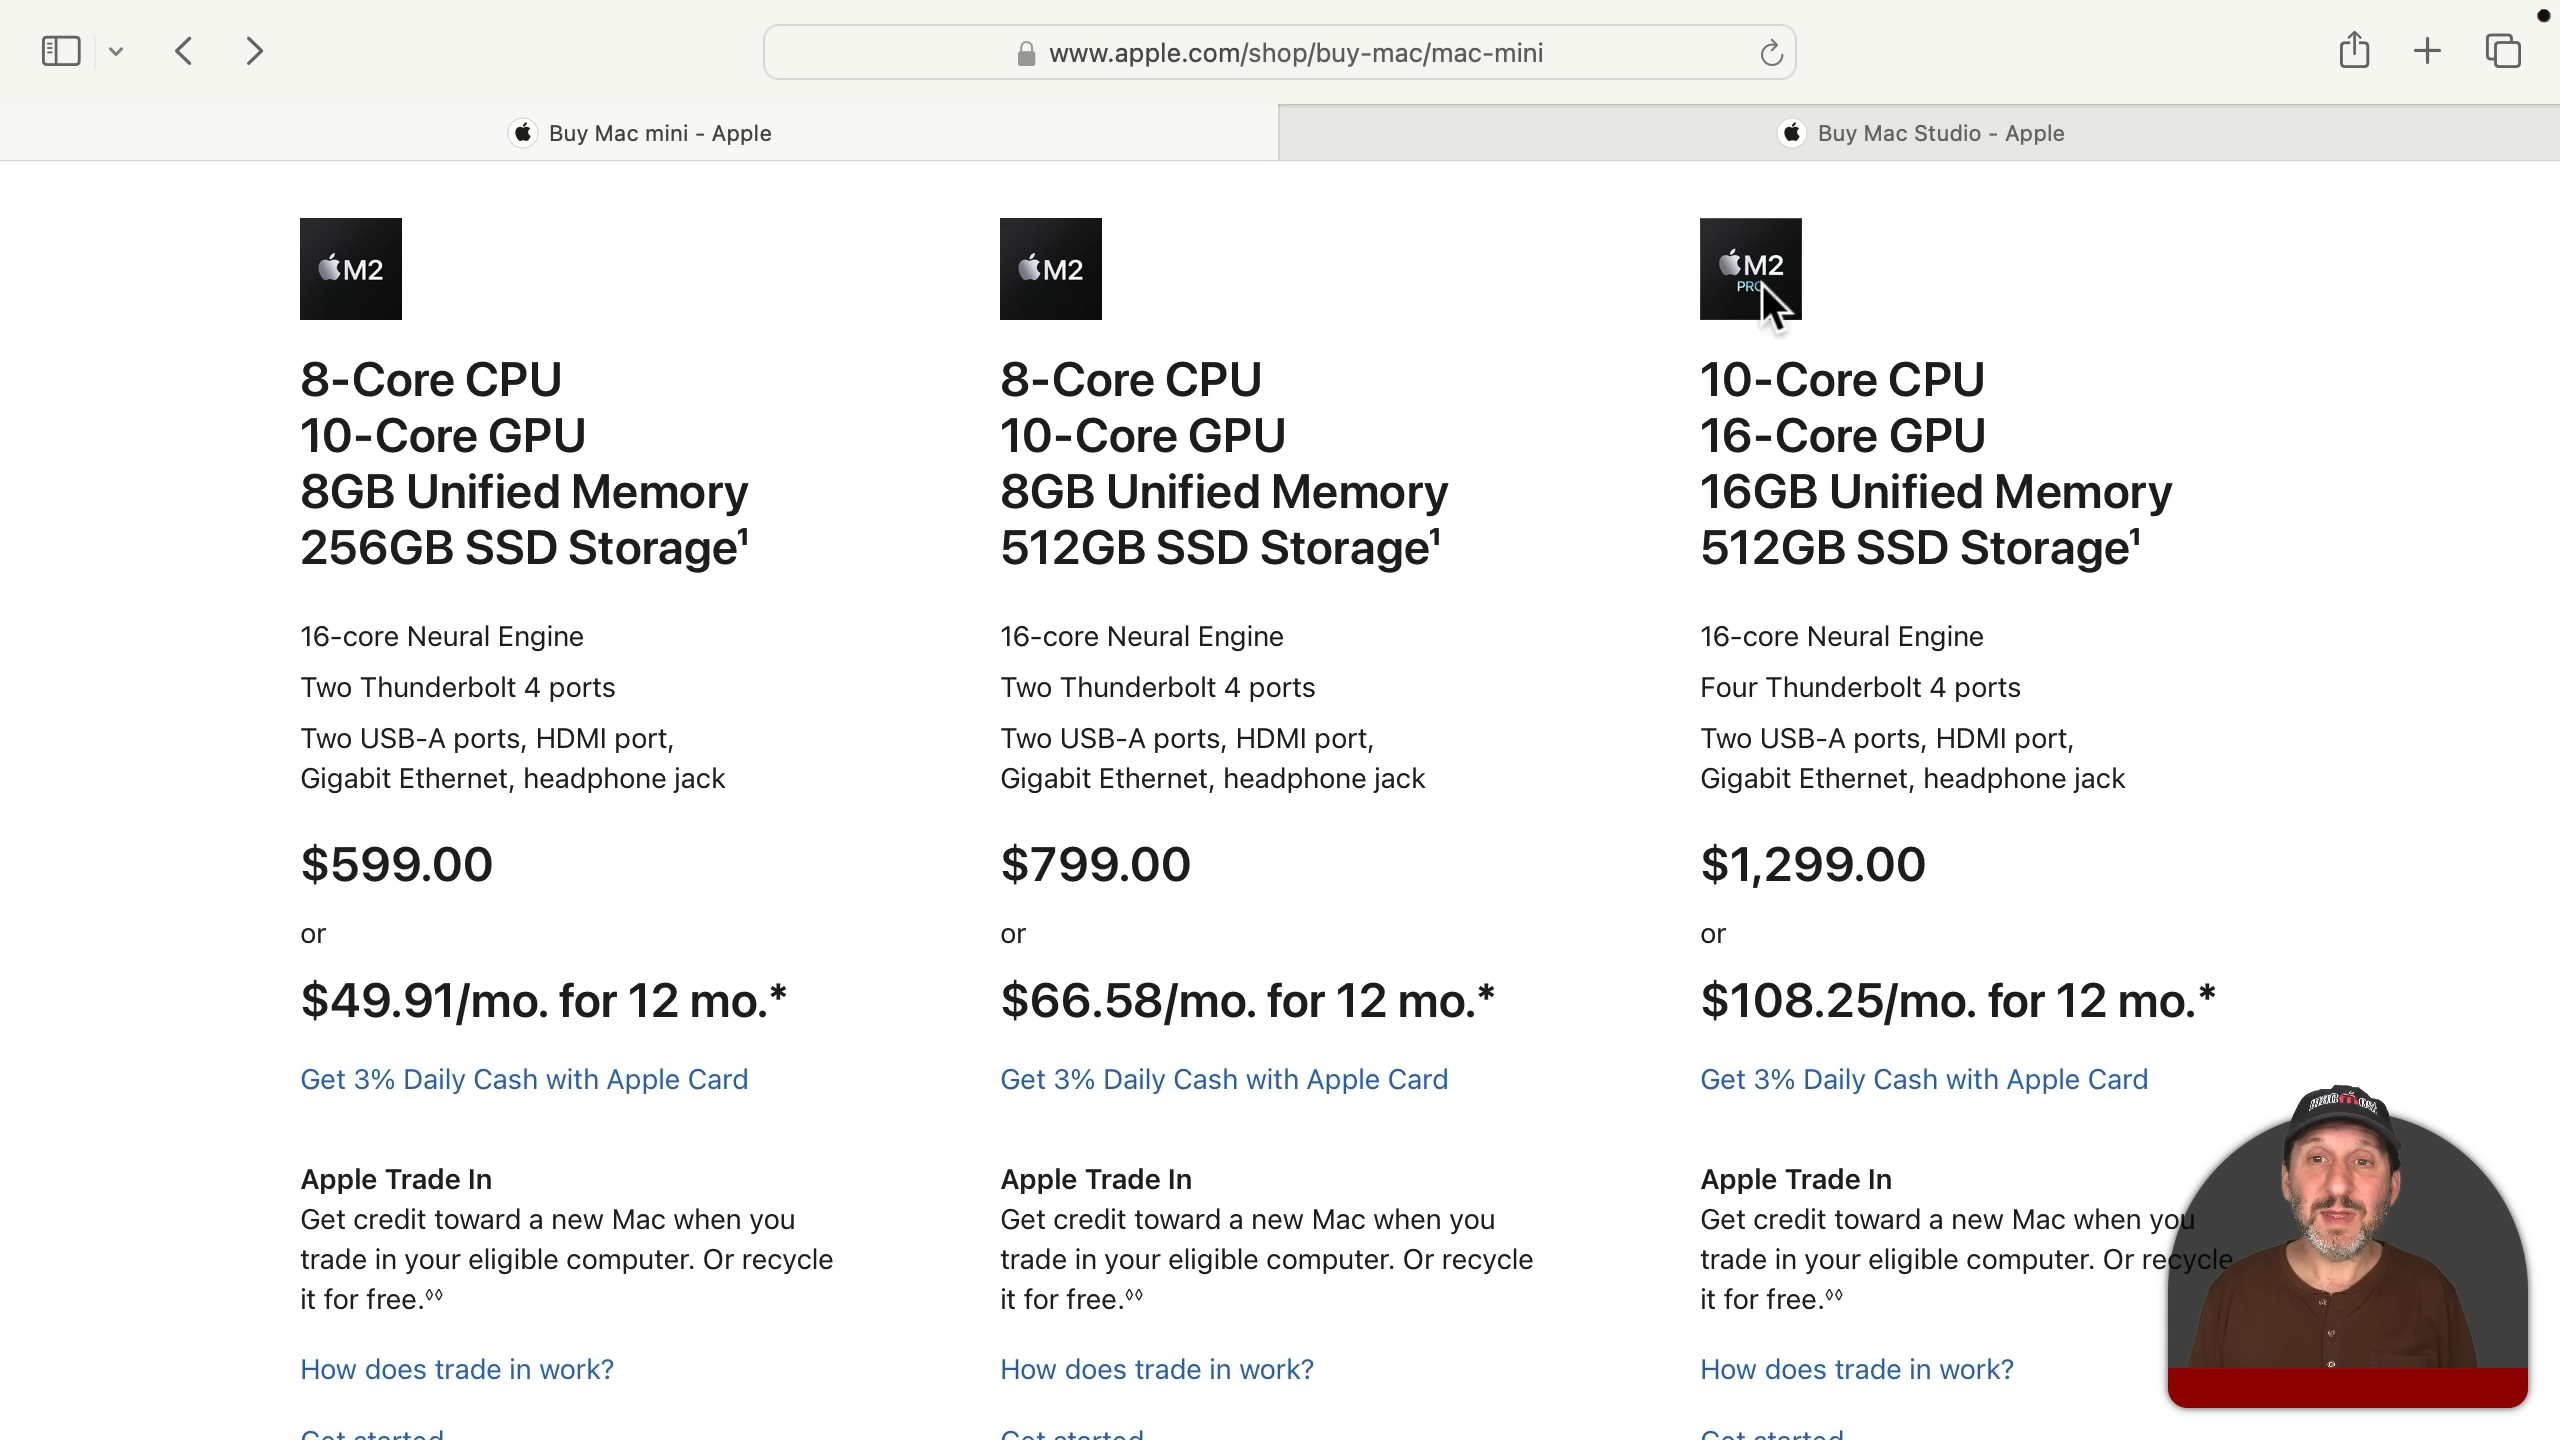 www.apple.com/shop/buy-mac/mac-mini
Buy Mac mini - Apple
Buy Mac Studio - Apple
M2
8-Core CPU
10-Core GPU
8GB Unified Memory
256GB SSD Storage¹
16-core Neural Engine
Two Thunderbolt 4 ports
Two USB-A ports, HDMI port,
Gigabit Ethernet, headphone jack
$599.00
or
$49.91/mo. for 12 mo.*
Get 3% Daily Cash with Apple Card
Apple Trade In
Get credit toward a new Mac when you
trade in your eligible computer. Or recycle
it for free.◊◊
How does trade in work?
Get started
M2
8-Core CPU
10-Core GPU
8GB Unified Memory
512GB SSD Storage¹
16-core Neural Engine
Two Thunderbolt 4 ports
Two USB-A ports, HDMI port,
Gigabit Ethernet, headphone jack
$799.00
or
$66.58/mo. for 12 mo.*
Get 3% Daily Cash with Apple Card
Apple Trade In
Get credit toward a new Mac when you
trade in your eligible computer. Or recycle
it for free.◊◊
How does trade in work?
Get started
M2
PRO
10-Core CPU
16-Core GPU
16GB Unified Memory
512GB SSD Storage¹
16-core Neural Engine
Four Thunderbolt 4 ports
Two USB-A ports, HDMI port,
Gigabit Ethernet, headphone jack
$1,299.00
or
$108.25/mo. for 12 mo.*
Get 3% Daily Cash with Apple Card
Apple Trade In
Get credit toward a new Mac when you
trade in your eligible computer. Or recycle
it for free.◊◊
How does trade in work?
Get started
macmost